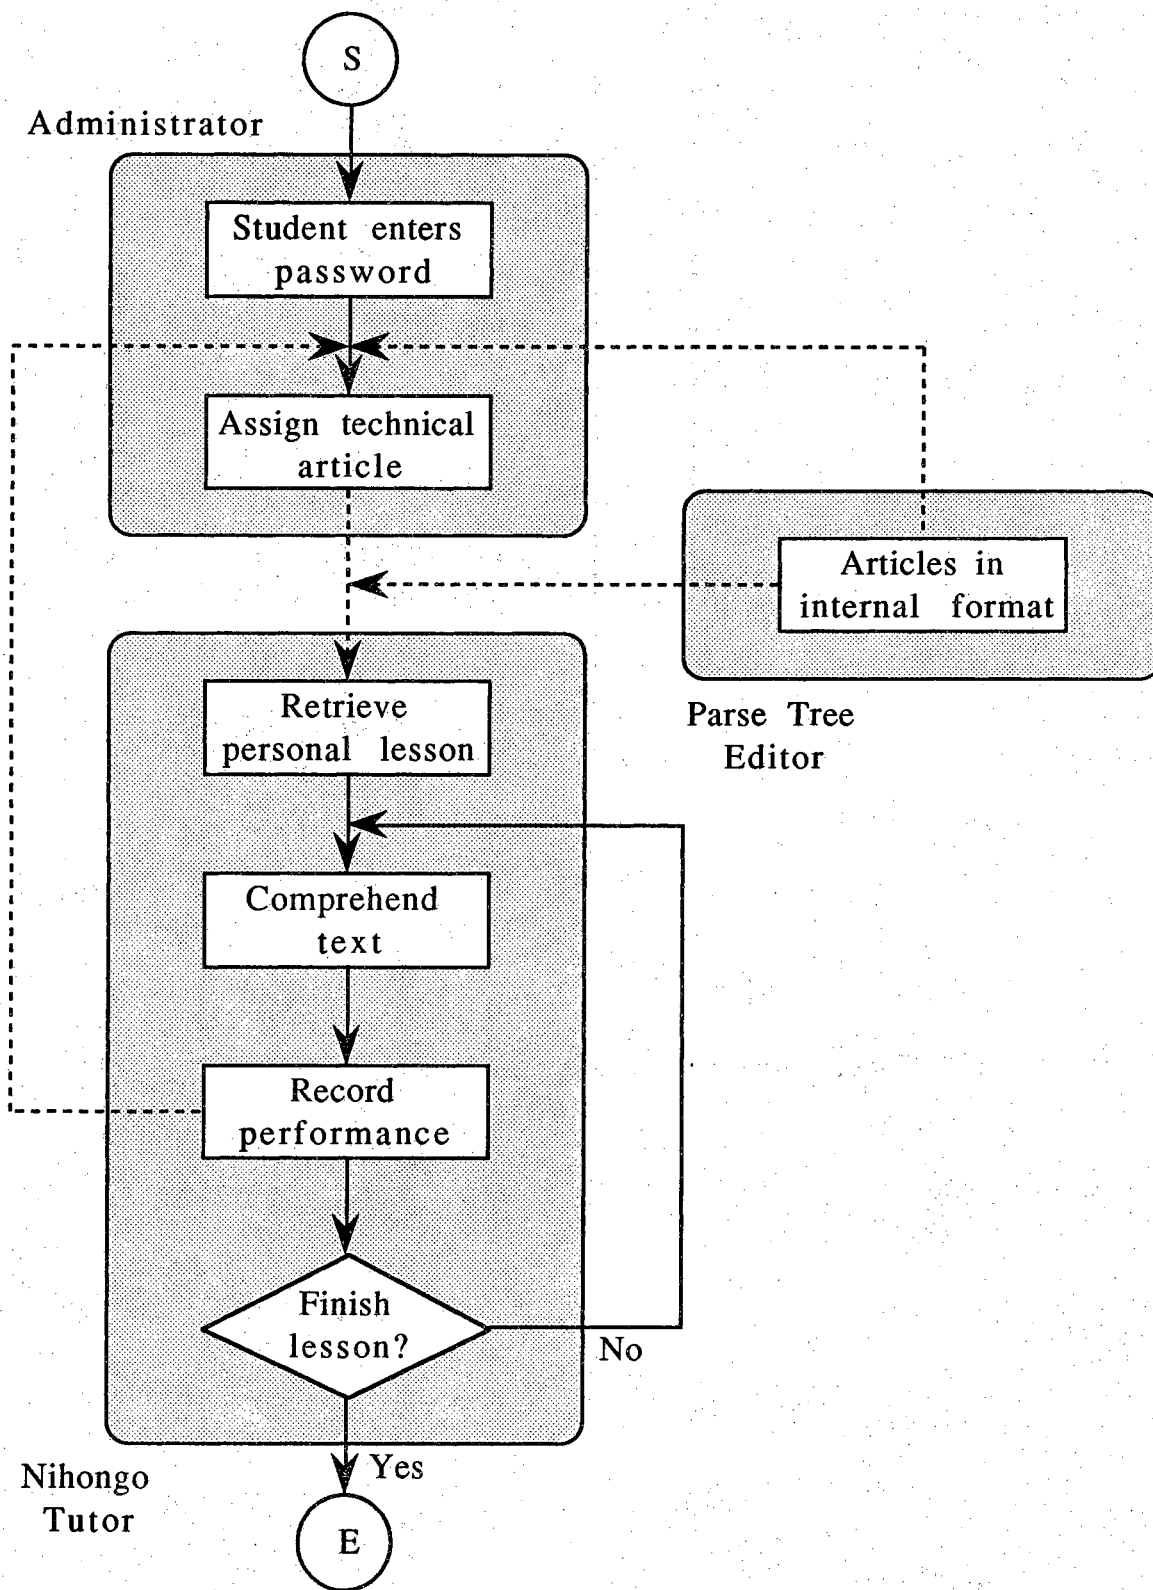 S
Administrator
Student enters
password
Assign technical
article
Articles in
internal format
Parse Tree
Editor
Retrieve
personal lesson
Comprehend
text
Record
performance
Finish
lesson?
No
Yes
Nihongo
Tutor
E